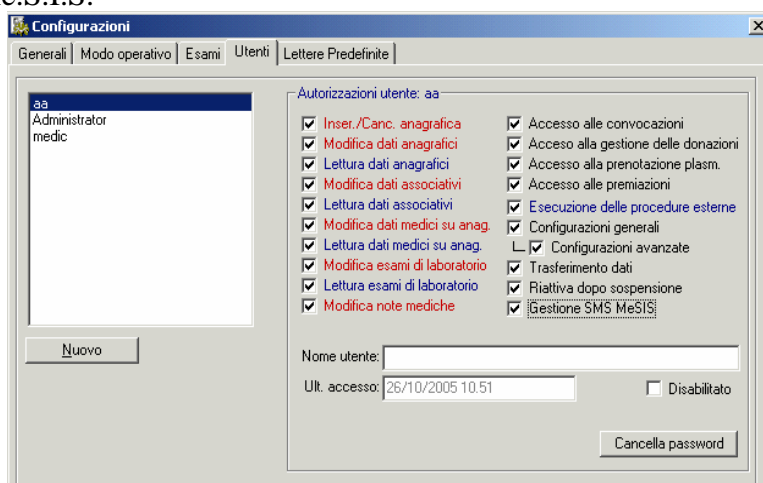 Configurazioni
Generali Modo operativo Esami Utenti Lettere Predefinite
aa
Administrator
medic
Nuovo
Autorizzazioni utente: aa
Inser./Canc. anagrafica
Modifica dati anagrafici
Lettura dati anagrafici
Modifica dati associativi
Lettura dati associativi
Modifica dati medici su anag.
Lettura dati medici su anag.
Modifica esami di laboratorio
Lettura esami di laboratorio
Modifica note mediche
Accesso alle convocazioni
Acceso alla gestione delle donazioni
Accesso alla prenotazione plasm.
Accesso alle premiazioni
Esecuzione delle procedure esterne
Configurazioni generali
Configurazioni avanzate
Trasferimento dati
Riattiva dopo sospensione
Gestione SMS MeSIS
Nome utente:
Ult. accesso: 26/10/2005 10.51
Disabilitato
Cancella password